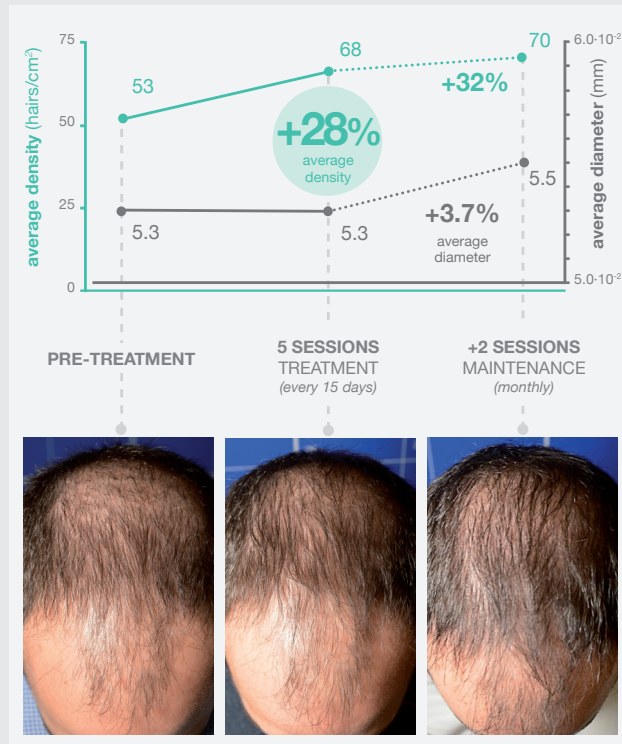 average density (hairs/cm²)
75
50
25
0
53
68
70
+28%
average
density
+32%
5.3
5.3
5.5
+3.7%
average
diameter
6.0·10⁻²
5.0·10⁻²
average diameter (mm)
PRE-TREATMENT
5 SESSIONS
TREATMENT
(every 15 days)
+2 SESSIONS
MAINTENANCE
(monthly)